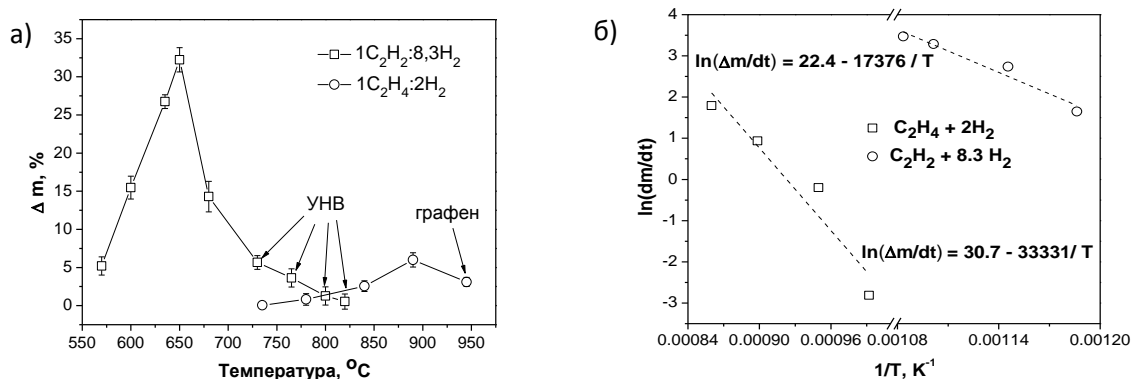 а)
35
30
25
20
15
10
5
0
Δ m, %
550 600 650 700 750 800 850 900 950
Температура, ⁰C
1C₂H₂:8,3H₂
1C₂H₄:2H₂
УНВ
графен
б)
4
3
2
1
0
-1
-2
-3
ln(dm/dt)
ln(Δm/dt) = 22.4 - 17376 / T
C₂H₄ + 2H₂
C₂H₂ + 8.3 H₂
ln(Δm/dt) = 30.7 - 33331/ T
0.00084 0.00090 0.00096 0.00108 0.00114 0.00120
1/T, K⁻¹